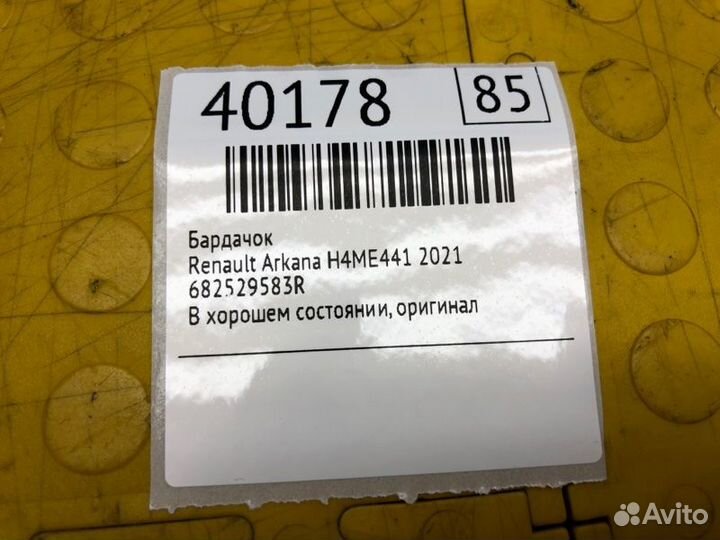 40178
85
Бардачок
Renault Arkana H4ME441 2021
682529583R
В хорошем состоянии, оригинал
Avito